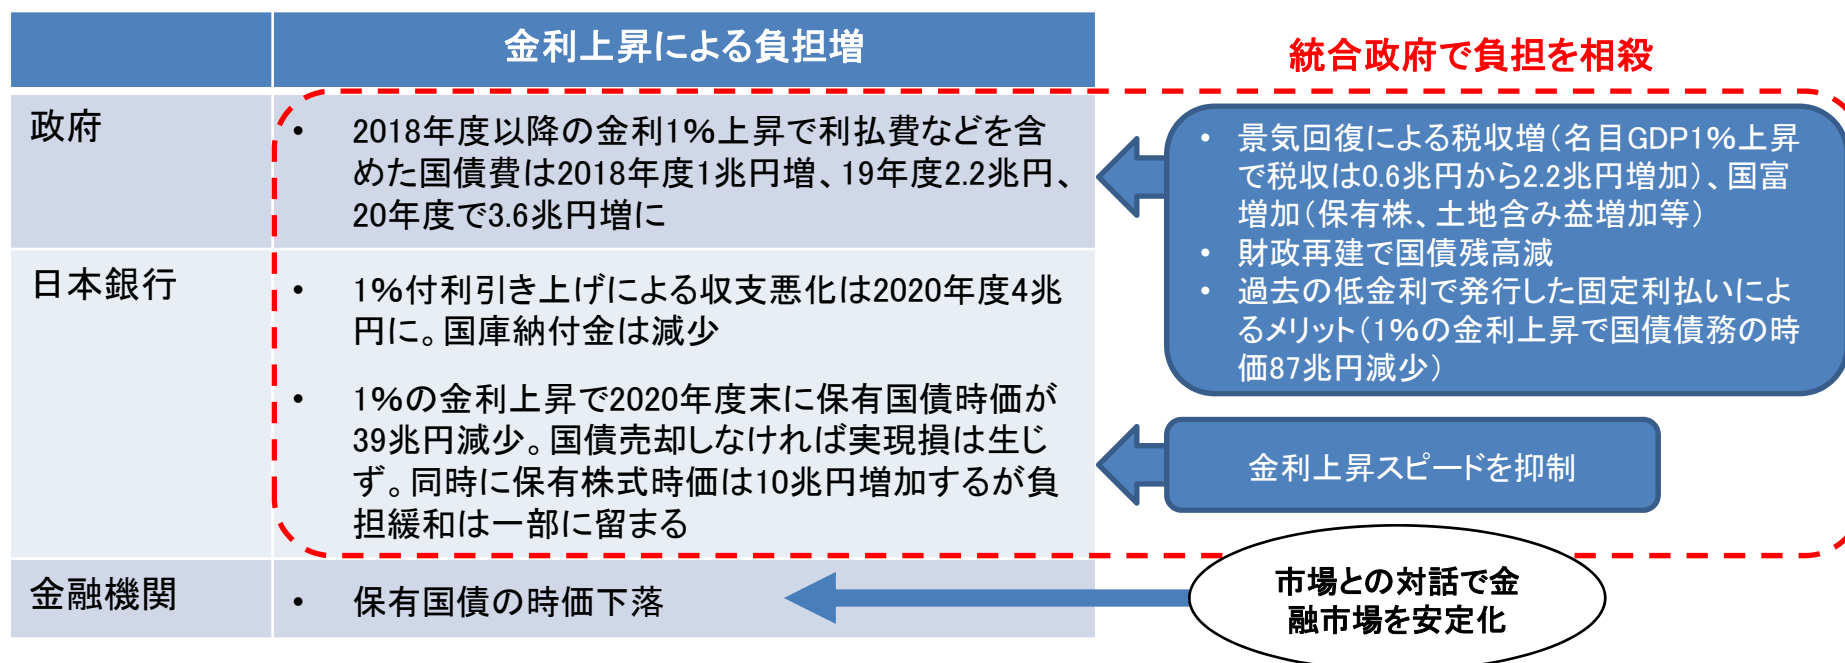 金利上昇による負担増
統合政府で負担を相殺
政府
• 2018年度以降の金利1%上昇で利払費などを含
めた国債費は2018年度1兆円増、19年度2.2兆円、
20年度で3.6兆円増に
• 景気回復による税収増（名目GDP1%上昇
で税収は0.6兆円から2.2兆円増加）、国富
増加（保有株、土地含み益増加等）
• 財政再建で国債残高減
• 過去の低金利で発行した固定利払いによ
るメリット（1%の金利上昇で国債債務の時
価87兆円減少）
日本銀行
• 1%付利引き上げによる収支悪化は2020年度4兆
円に。国庫納付金は減少
• 1%の金利上昇で2020年度末に保有国債時価が
39兆円減少。国債売却しなければ実現損は生じ
ず。同時に保有株式時価は10兆円増加するが負
担緩和は一部に留まる
金利上昇スピードを抑制
金融機関
• 保有国債の時価下落
市場との対話で金
融市場を安定化